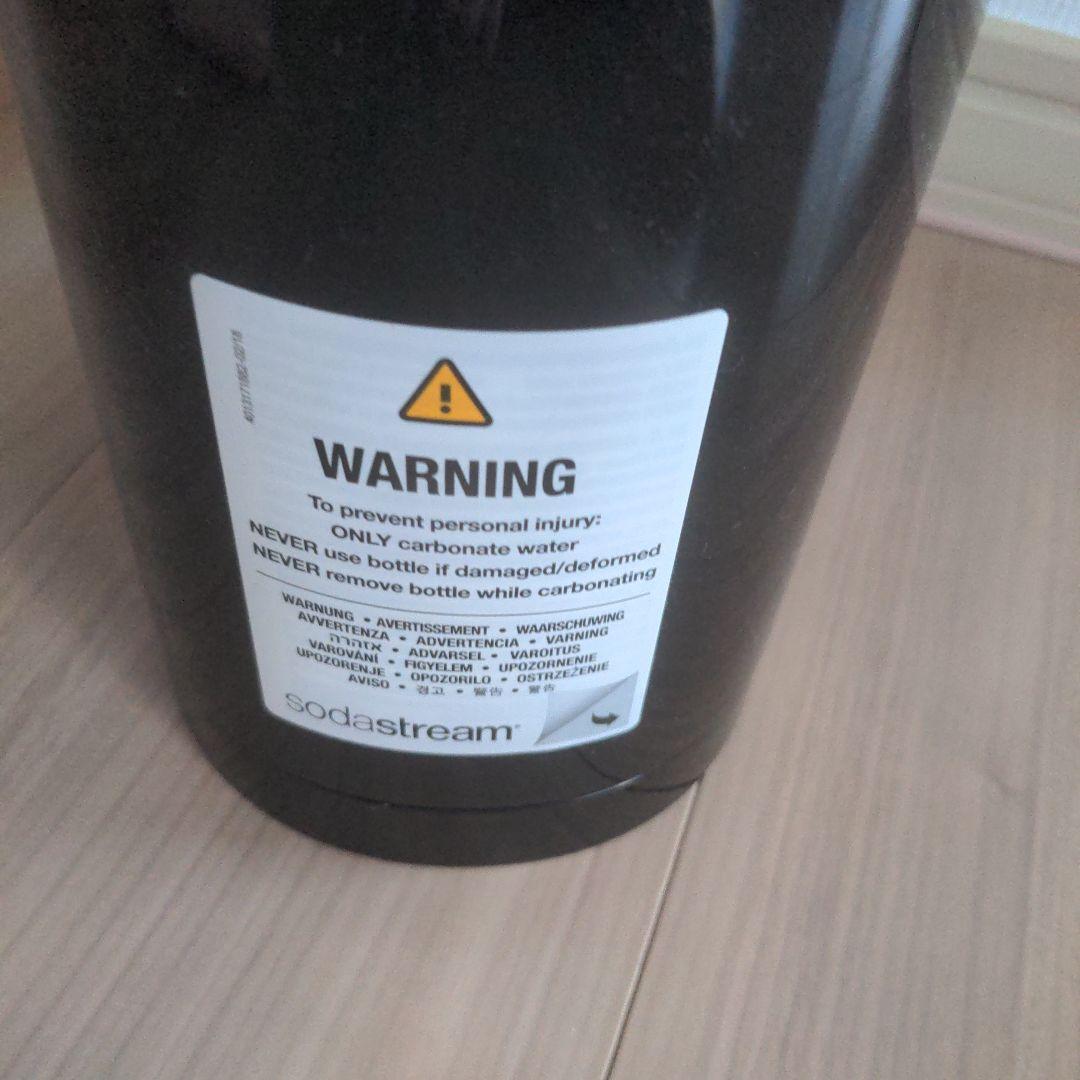 WARNING
To prevent personal injury:
ONLY carbonate water
NEVER use bottle if damaged/deformed
NEVER remove bottle while carbonating
WARNUNG • AVERTISSEMENT • WAARSCHUWING
AVVERTENZA • ADVERTENCIA • VARNING
אזהרה • ADVARSEL • VAROITUS
VAROVÁNÍ • FIGYELEM • UPOZORNENIE
UPOZORENJE • OPOZORILO • OSTRZEŻENIE
AVISO • 경고 • 警告 • 警告
sodastream®